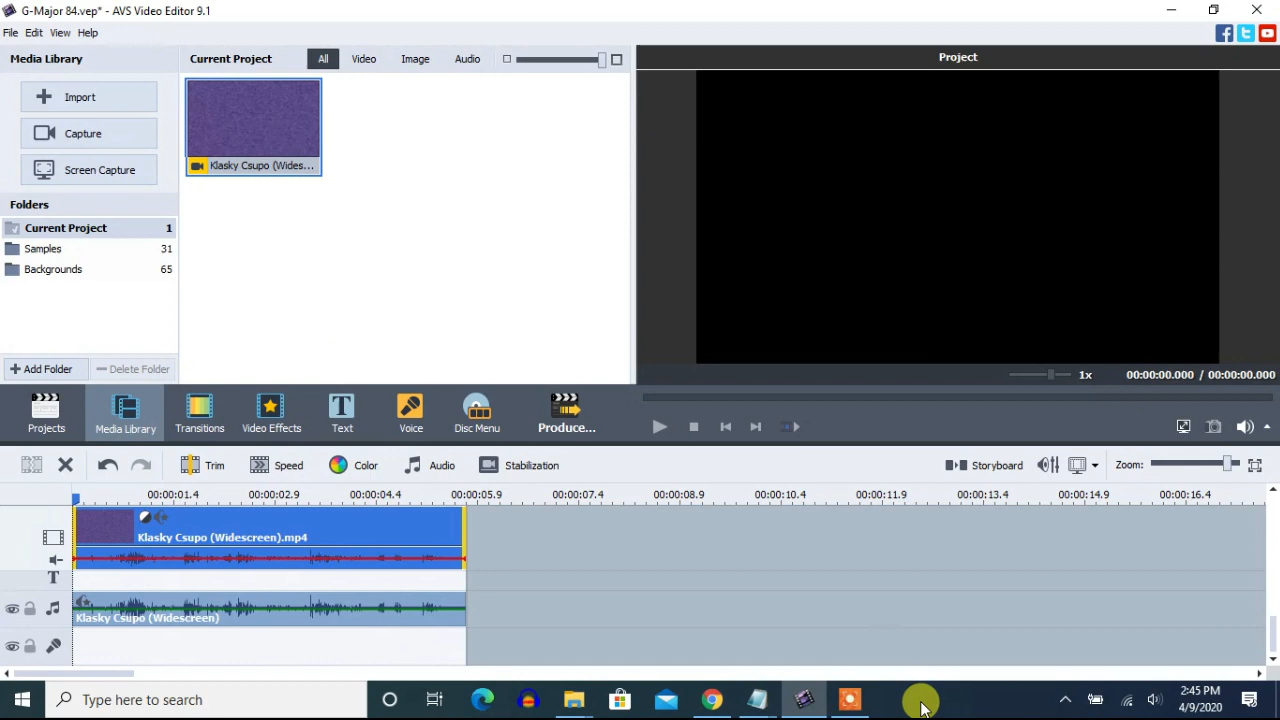 G-Major 84.vep* - AVS Video Editor 9.1
File Edit View Help
Media Library
Current Project
All
Video
Image
Audio
Project
Import
Capture
Screen Capture
Klasky Csupo (Wides...
Folders
Current Project 1
Samples 31
Backgrounds 65
Add Folder
Delete Folder
1x
00:00:00.000 / 00:00:00.000
Projects
Media Library
Transitions
Video Effects
Text
Voice
Disc Menu
Produce...
Trim
Speed
Color
Audio
Stabilization
Storyboard
Zoom:
00:00:01.4 00:00:02.9 00:00:04.4 00:00:05.9 00:00:07.4 00:00:08.9 00:00:10.4 00:00:11.9 00:00:13.4 00:00:14.9 00:00:16.4
Klasky Csupo (Widescreen).mp4
T
Klasky Csupo (Widescreen)
Type here to search
2:45 PM
4/9/2020